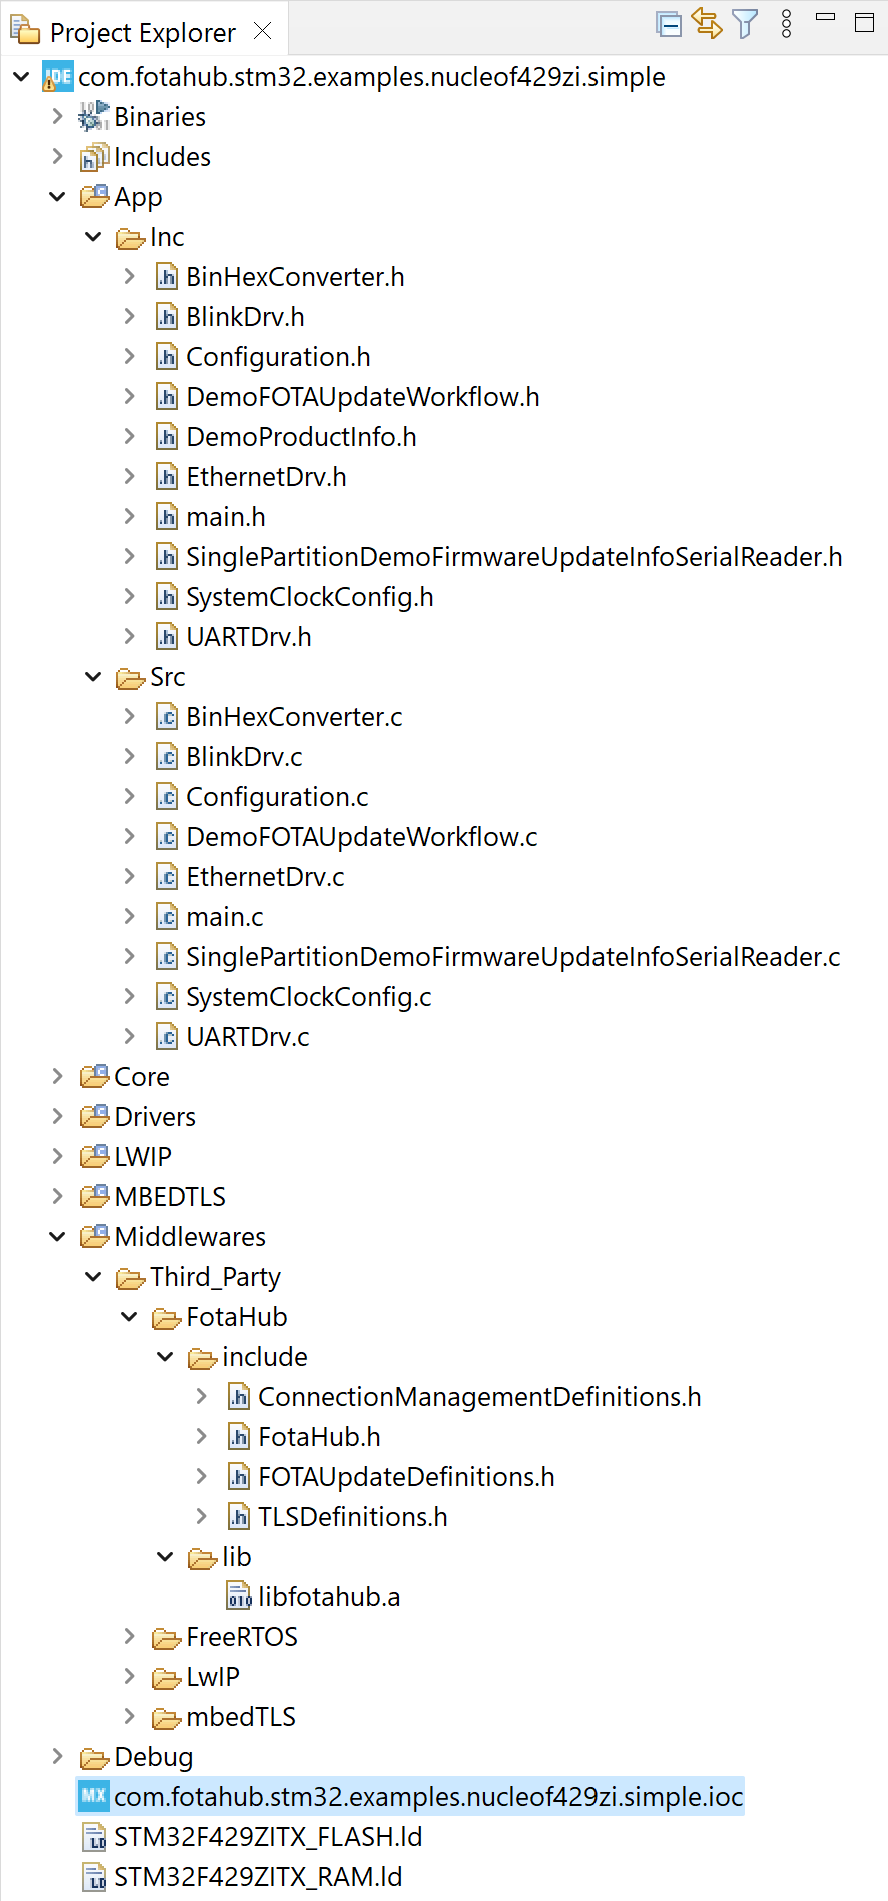 Project Explorer
com.fotahub.stm32.examples.nucleof429zi.simple
Binaries
Includes
App
Inc
BinHexConverter.h
BlinkDrv.h
Configuration.h
DemoFOTAUpdateWorkflow.h
DemoProductInfo.h
EthernetDrv.h
main.h
SinglePartitionDemoFirmwareUpdateInfoSerialReader.h
SystemClockConfig.h
UARTDrv.h
Src
BinHexConverter.c
BlinkDrv.c
Configuration.c
DemoFOTAUpdateWorkflow.c
EthernetDrv.c
main.c
SinglePartitionDemoFirmwareUpdateInfoSerialReader.c
SystemClockConfig.c
UARTDrv.c
Core
Drivers
LWIP
MBEDTLS
Middlewares
Third_Party
FotaHub
include
ConnectionManagementDefinitions.h
FotaHub.h
FOTAUpdateDefinitions.h
TLSDefinitions.h
lib
libfotahub.a
FreeRTOS
LwIP
mbedTLS
Debug
MX com.fotahub.stm32.examples.nucleof429zi.simple.ioc
STM32F429ZITX_FLASH.ld
STM32F429ZITX_RAM.ld